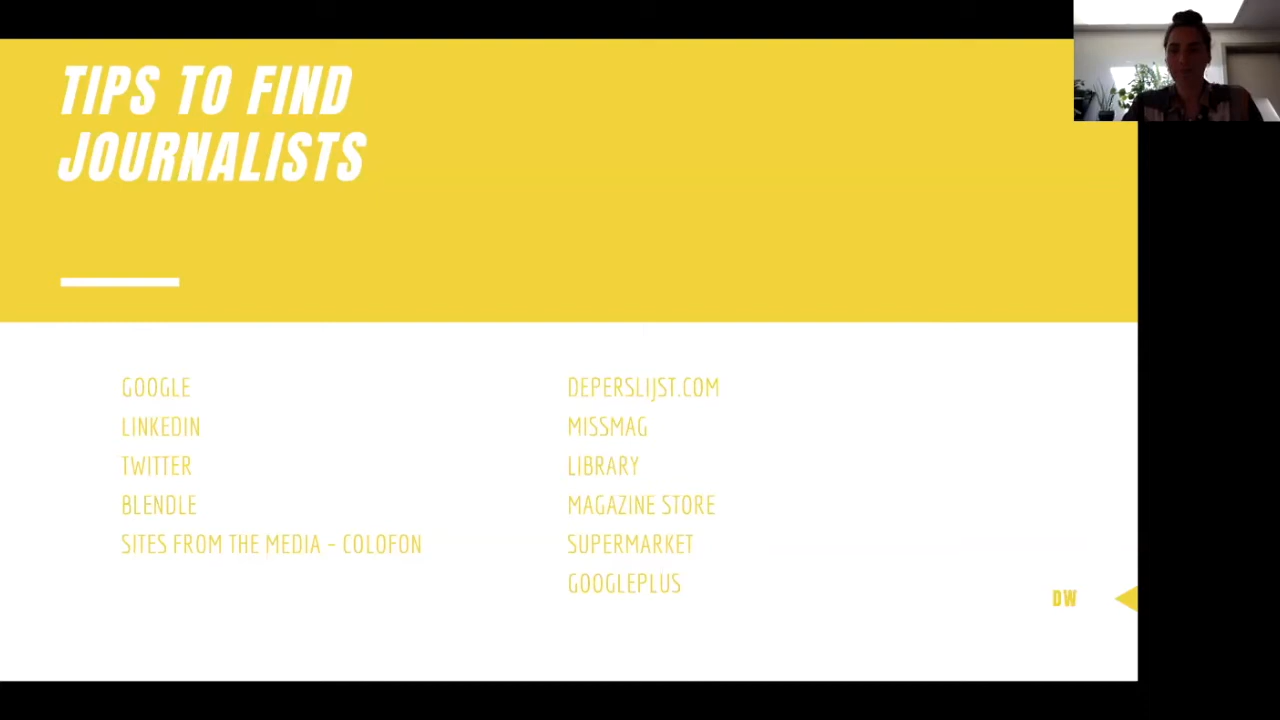 TIPS TO FIND
JOURNALISTS
GOOGLE
LINKEDIN
TWITTER
BLENDLE
SITES FROM THE MEDIA - COLOFON
DEPERSLIJST.COM
MISSMAG
LIBRARY
MAGAZINE STORE
SUPERMARKET
GOOGLEPLUS
DW